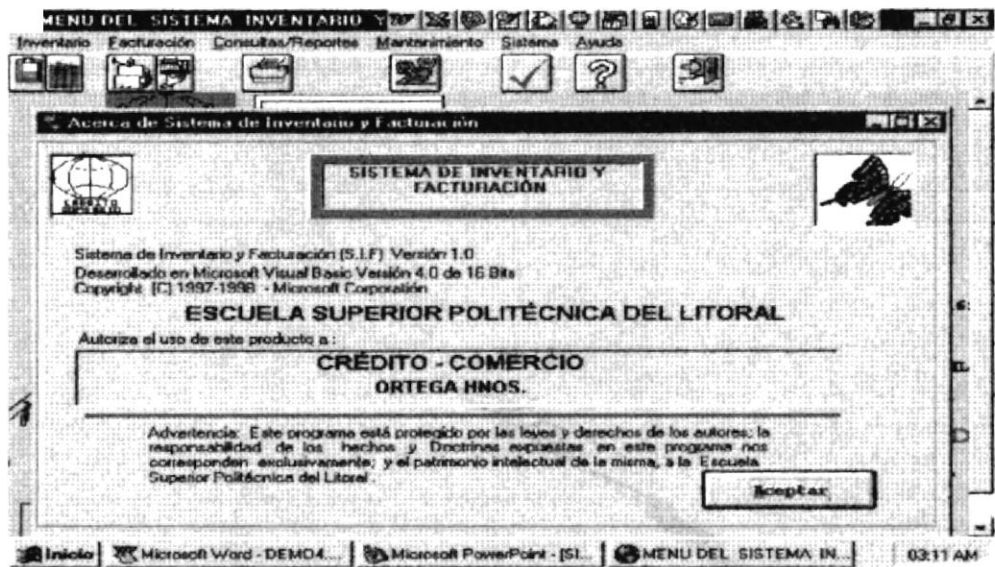 MENU DEL SISTEMA INVENTARIO Y
Inventario Facturación Consultas/Reportes Mantenimiento Sistema Ayuda
Acerca de Sistema de Inventario y Facturación
SISTEMA DE INVENTARIO Y
FACTURACIÓN
Sistema de Inventario y Facturación (S.I.F) Versión 1.0
Desarrollado en Microsoft Visual Basic Versión 4.0 de 16 Bits
Copyright (C) 1997-1998 - Microsoft Corporatión
ESCUELA SUPERIOR POLITÉCNICA DEL LITORAL
Autoriza el uso de este producto a :
CRÉDITO - COMERCIO
ORTEGA HNOS.
Advertencia: Este programa está protegido por las leyes y derechos de los autores; la
responsabilidad de los hechos y Doctrinas expuestas en este programa nos
corresponden exclusivamente; y el patrimonio intelectual de la misma, a la Escuela
Superior Politécnica del Litoral.
Aceptar
Inicio Microsoft Word - DEMO4.... Microsoft PowerPoint - [SI... MENU DEL SISTEMA IN... 03:11 AM